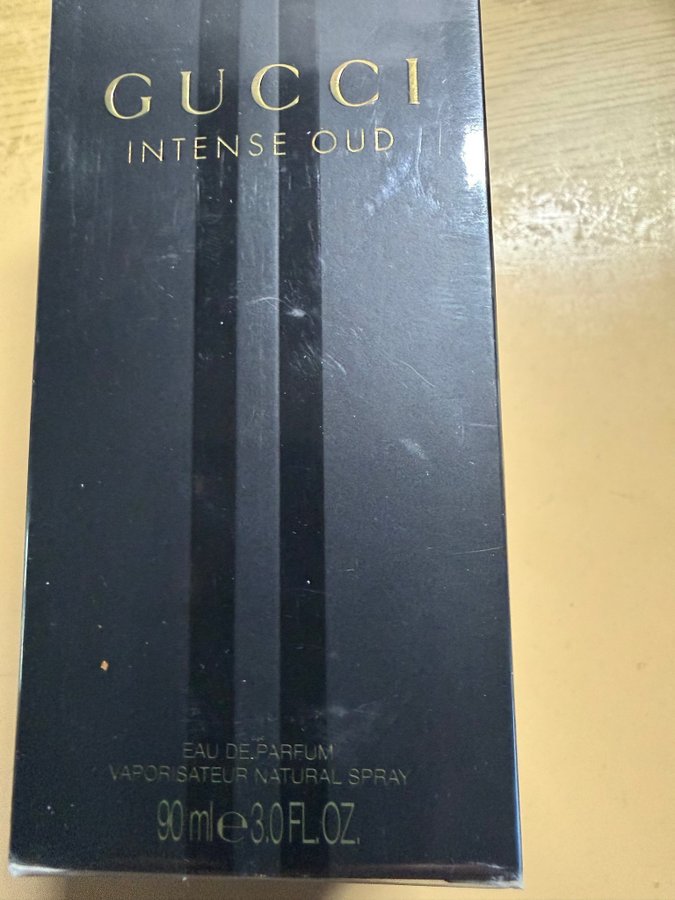 GUCCI
INTENSE OUD
EAU DE PARFUM
VAPORISATEUR NATURAL SPRAY
90 ml e 3.0 FL. OZ.